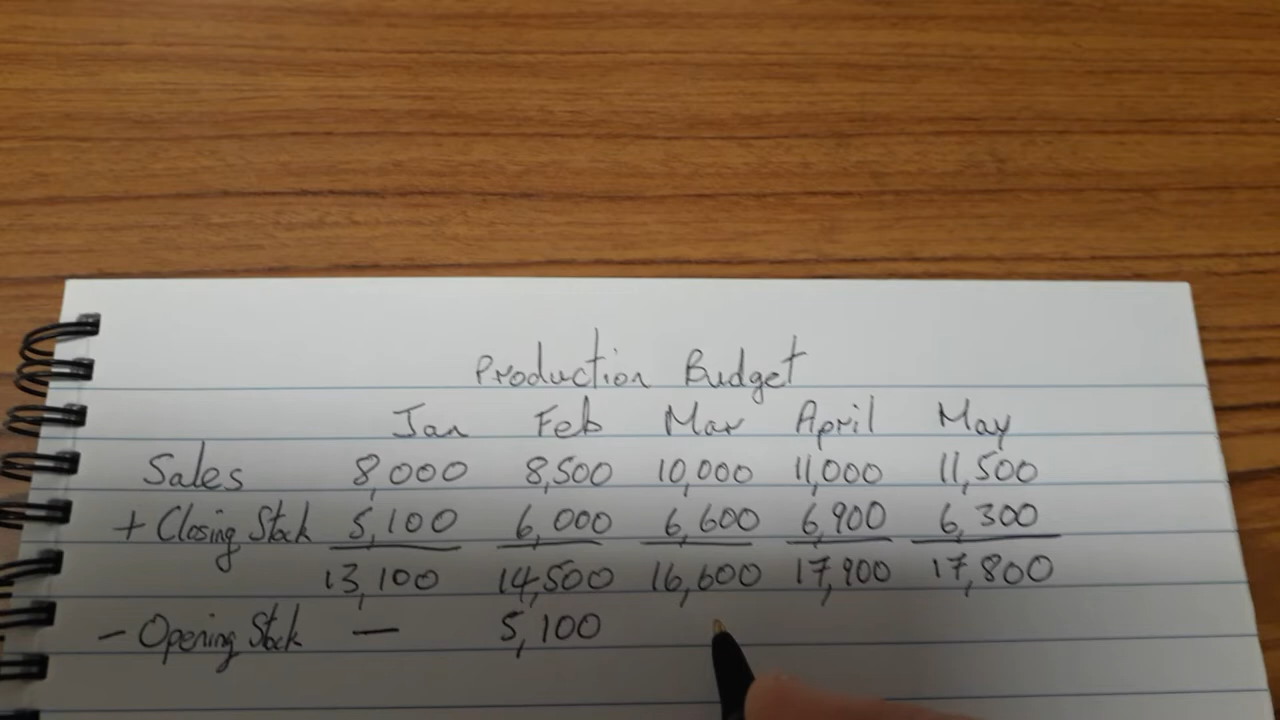 Production Budget
Jan Feb Mar April May
Sales 8,000 8,500 10,000 11,000 11,500
+ Closing Stock 5,100 6,000 6,600 6,900 6,300
13,100 14,500 16,600 17,900 17,800
- Opening Stock — 5,100